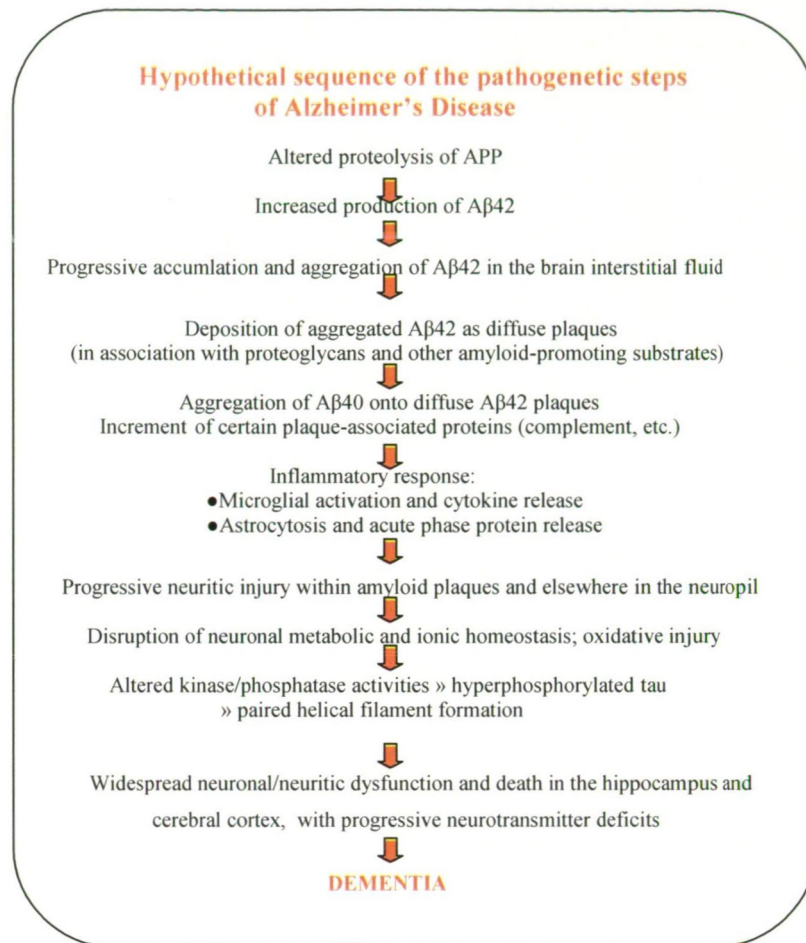 Hypothetical sequence of the pathogenetic steps
of Alzheimer's Disease
Altered proteolysis of APP
Increased production of Aβ42
Progressive accumlation and aggregation of Aβ42 in the brain interstitial fluid
Deposition of aggregated Aβ42 as diffuse plaques
(in association with proteoglycans and other amyloid-promoting substrates)
Aggregation of Aβ40 onto diffuse Aβ42 plaques
Increment of certain plaque-associated proteins (complement, etc.)
Inflammatory response:
●Microglial activation and cytokine release
●Astrocytosis and acute phase protein release
Progressive neuritic injury within amyloid plaques and elsewhere in the neuropil
Disruption of neuronal metabolic and ionic homeostasis; oxidative injury
Altered kinase/phosphatase activities » hyperphosphorylated tau
» paired helical filament formation
Widespread neuronal/neuritic dysfunction and death in the hippocampus and
cerebral cortex, with progressive neurotransmitter deficits
DEMENTIA